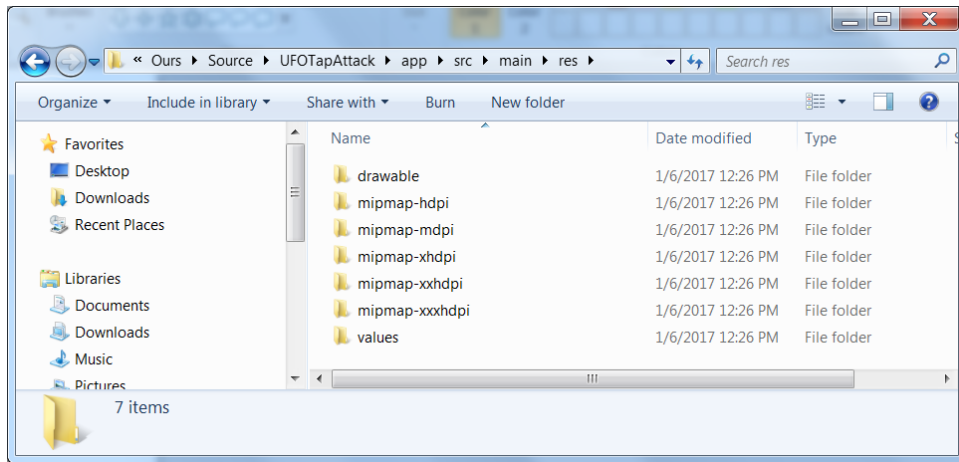 « Ours Source UFOTapAttack app src main res Search res
Organize Include in library Share with Burn New folder
Favorites
Desktop
Downloads
Recent Places
Libraries
Documents
Downloads
Music
Pictures
Name Date modified Type
drawable 1/6/2017 12:26 PM File folder
mipmap-hdpi 1/6/2017 12:26 PM File folder
mipmap-mdpi 1/6/2017 12:26 PM File folder
mipmap-xhdpi 1/6/2017 12:26 PM File folder
mipmap-xxhdpi 1/6/2017 12:26 PM File folder
mipmap-xxxhdpi 1/6/2017 12:26 PM File folder
values 1/6/2017 12:26 PM File folder
7 items